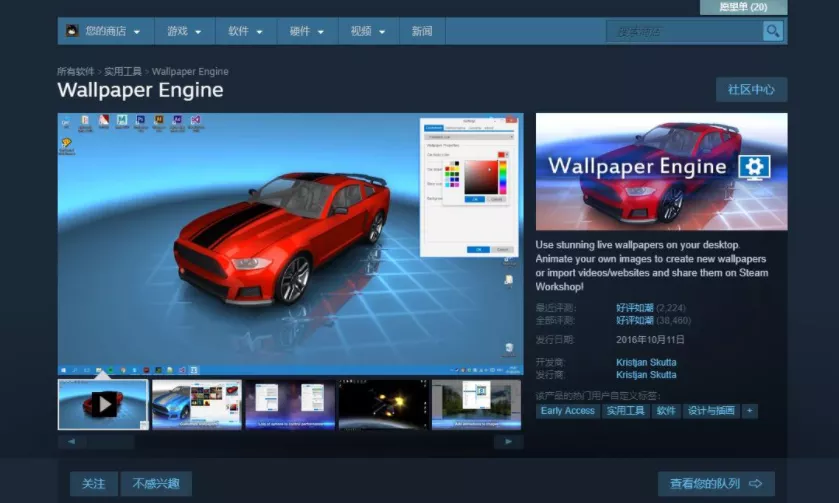 愿望单 (20)
您的商店 游戏 软件 硬件 视频 新闻 搜索商店
所有软件 > 实用工具 > Wallpaper Engine
Wallpaper Engine
社区中心
Wallpaper Engine
Use stunning live wallpapers on your desktop.
Animate your own images to create new wallpapers
or import videos/websites and share them on Steam
Workshop!
最近评测: 好评如潮 (2,224)
全部评测: 好评如潮 (38,460)
发行日期: 2016年10月11日
开发商: Kristjan Skutta
发行商: Kristjan Skutta
该产品的热门用户自定义标签:
Early Access 实用工具 软件 设计与插画 +
关注 不感兴趣 查看您的队列